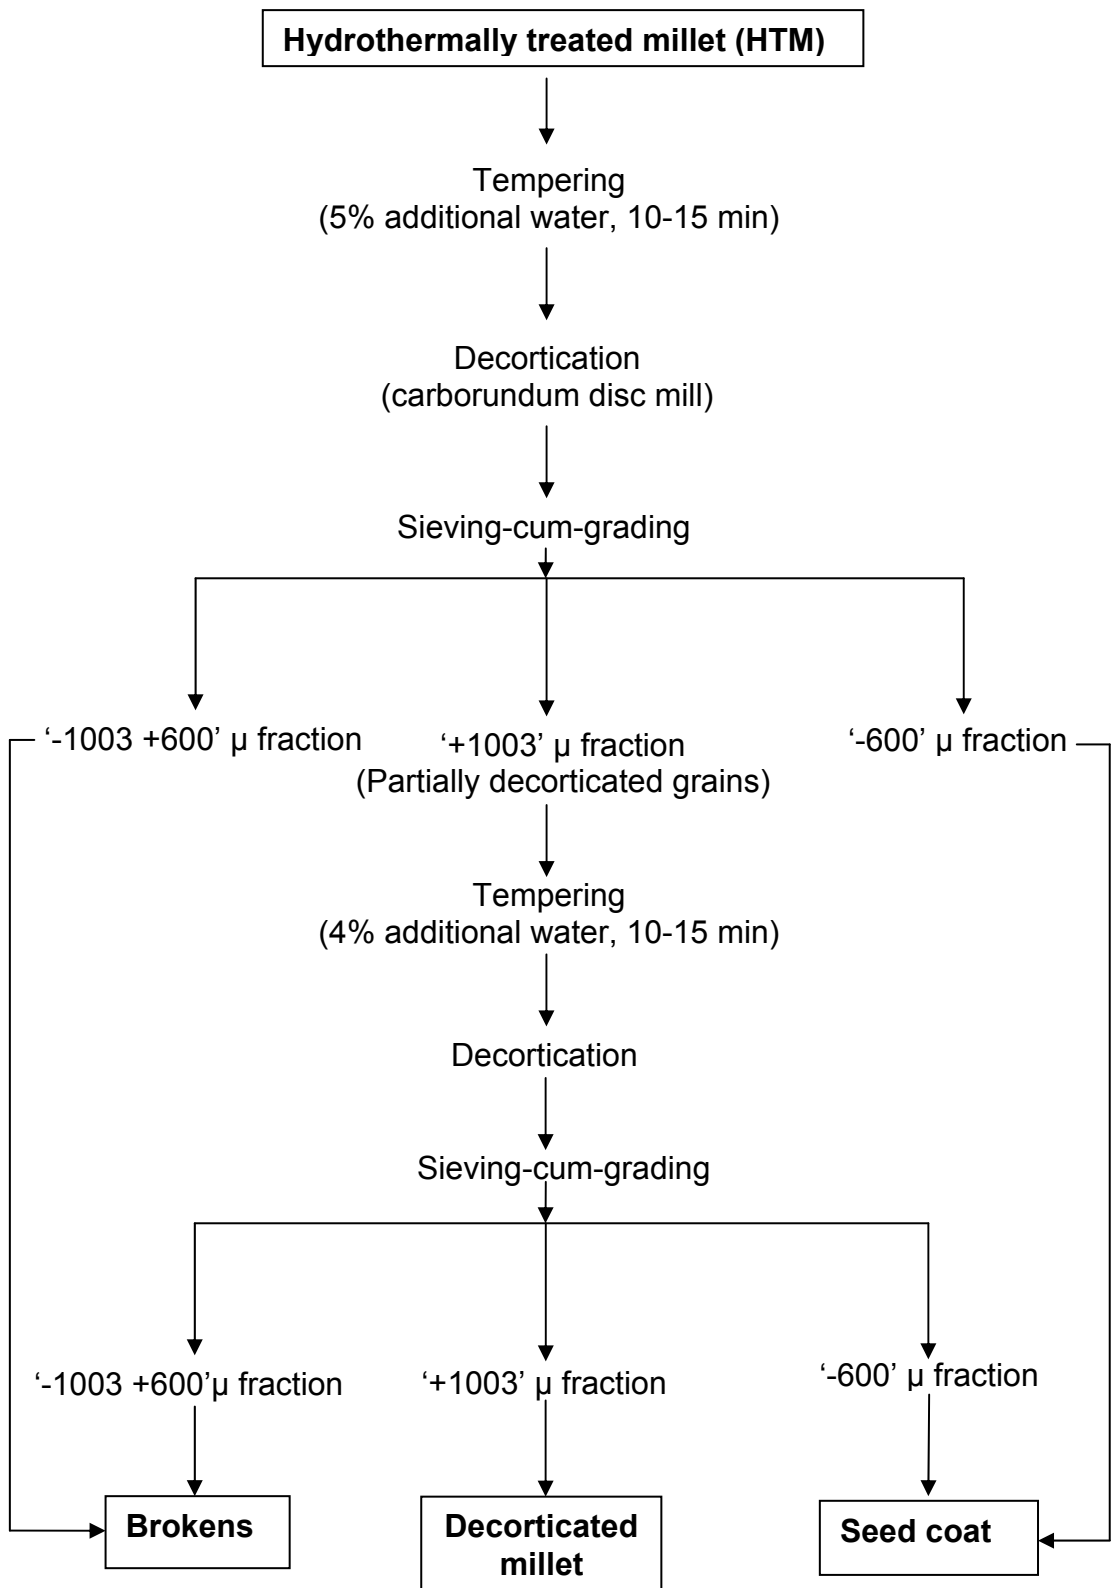 Hydrothermally treated millet (HTM)
Tempering
(5% additional water, 10-15 min)
Decortication
(carborundum disc mill)
Sieving-cum-grading
‘-1003 +600’ μ fraction
‘+1003’ μ fraction
(Partially decorticated grains)
‘-600’ μ fraction
Tempering
(4% additional water, 10-15 min)
Decortication
Sieving-cum-grading
‘-1003 +600’μ fraction
‘+1003’ μ fraction
‘-600’ μ fraction
Brokens
Decorticated
millet
Seed coat